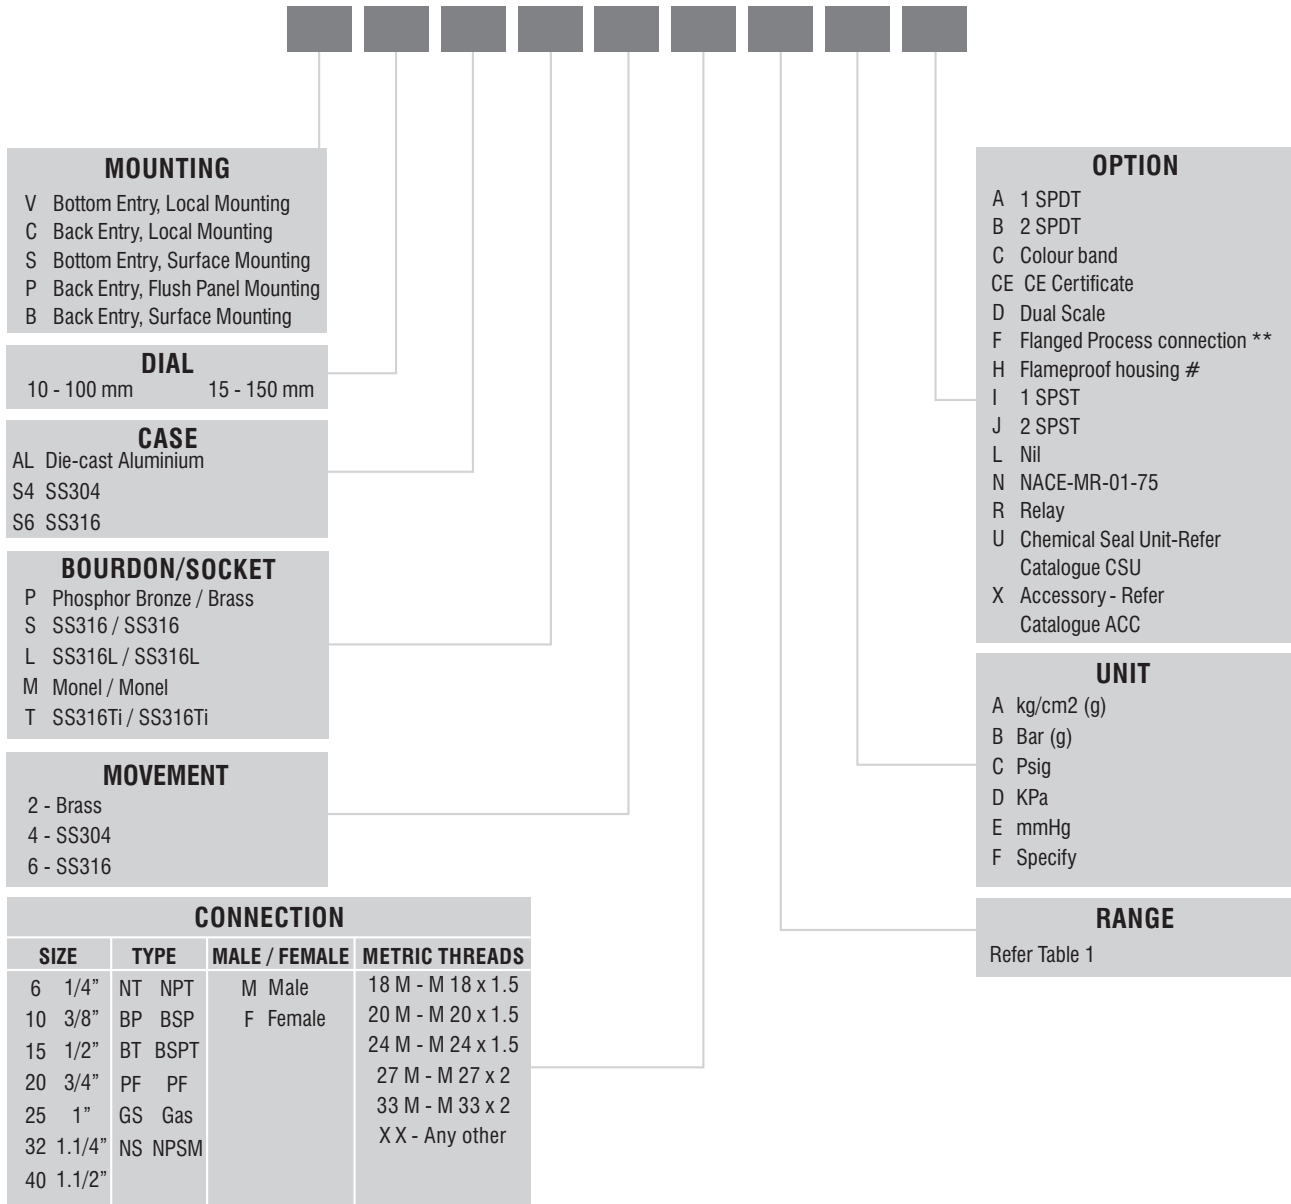 MOUNTING
V Bottom Entry, Local Mounting
C Back Entry, Local Mounting
S Bottom Entry, Surface Mounting
P Back Entry, Flush Panel Mounting
B Back Entry, Surface Mounting
DIAL
10 - 100 mm 15 - 150 mm
CASE
AL Die-cast Aluminium
S4 SS304
S6 SS316
BOURDON/SOCKET
P Phosphor Bronze / Brass
S SS316 / SS316
L SS316L / SS316L
M Monel / Monel
T SS316Ti / SS316Ti
MOVEMENT
2 - Brass
4 - SS304
6 - SS316
CONNECTION
SIZE TYPE MALE / FEMALE METRIC THREADS
6 1/4” NT NPT M Male 18 M - M 18 x 1.5
10 3/8” BP BSP F Female 20 M - M 20 x 1.5
15 1/2” BT BSPT 24 M - M 24 x 1.5
20 3/4” PF PF 27 M - M 27 x 2
25 1” GS Gas 33 M - M 33 x 2
32 1.1/4” NS NPSM X X - Any other
40 1.1/2”
OPTION
A 1 SPDT
B 2 SPDT
C Colour band
CE CE Certificate
D Dual Scale
F Flanged Process connection **
H Flameproof housing #
I 1 SPST
J 2 SPST
L Nil
N NACE-MR-01-75
R Relay
U Chemical Seal Unit-Refer
Catalogue CSU
X Accessory - Refer
Catalogue ACC
UNIT
A kg/cm2 (g)
B Bar (g)
C Psig
D KPa
E mmHg
F Specify
RANGE
Refer Table 1